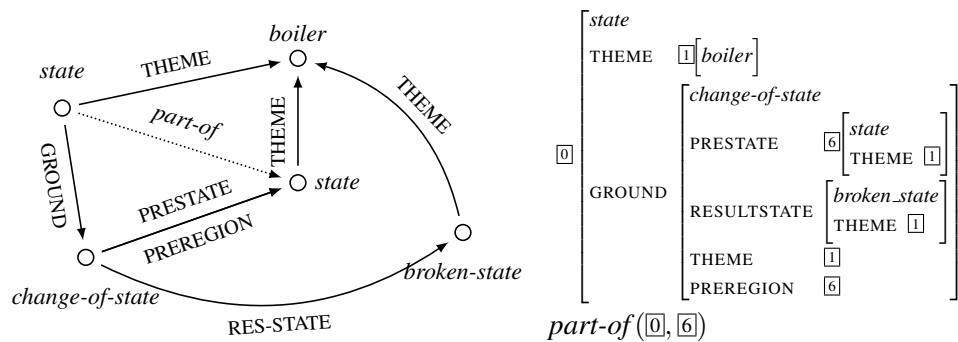 boiler
THEME
state
THEME
part-of
THEME
GROUND
state
PRESTATE
PREREGION
broken-state
change-of-state
RES-STATE
0
state
THEME 1 [boiler]
GROUND
change-of-state
PRESTATE 6 [state
THEME 1]
RESULTSTATE [broken_state
THEME 1]
THEME 1
PREREGION 6
part-of(0, 6)